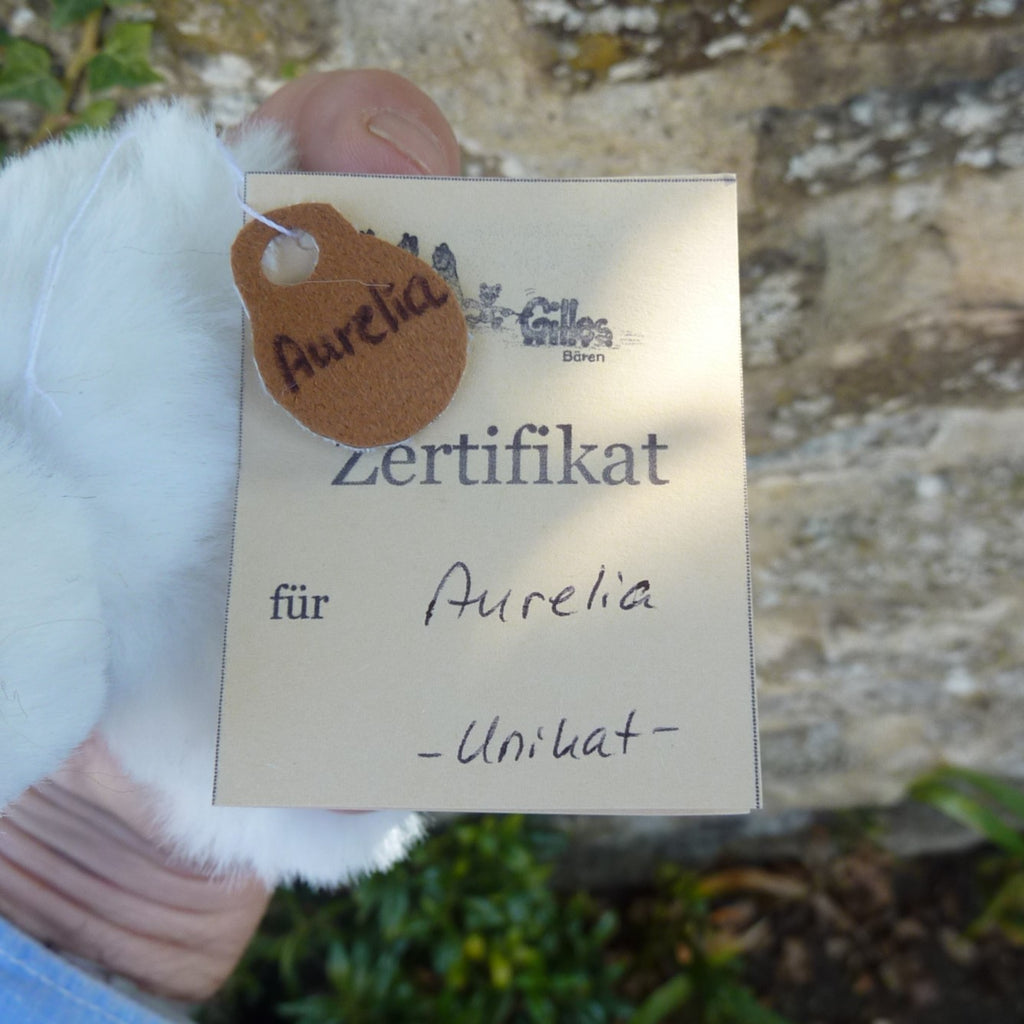 Aurelia
Gilles
Bären
Zertifikat
für Aurelia
- Unikat -